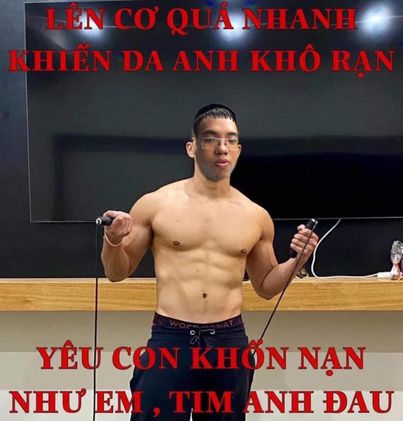 LÊN CƠ QUÁ NHANH
KHIẾN DA ANH KHÔ RẠN
YÊU CON KHỐN NẠN
NHƯ EM , TIM ANH ĐAU